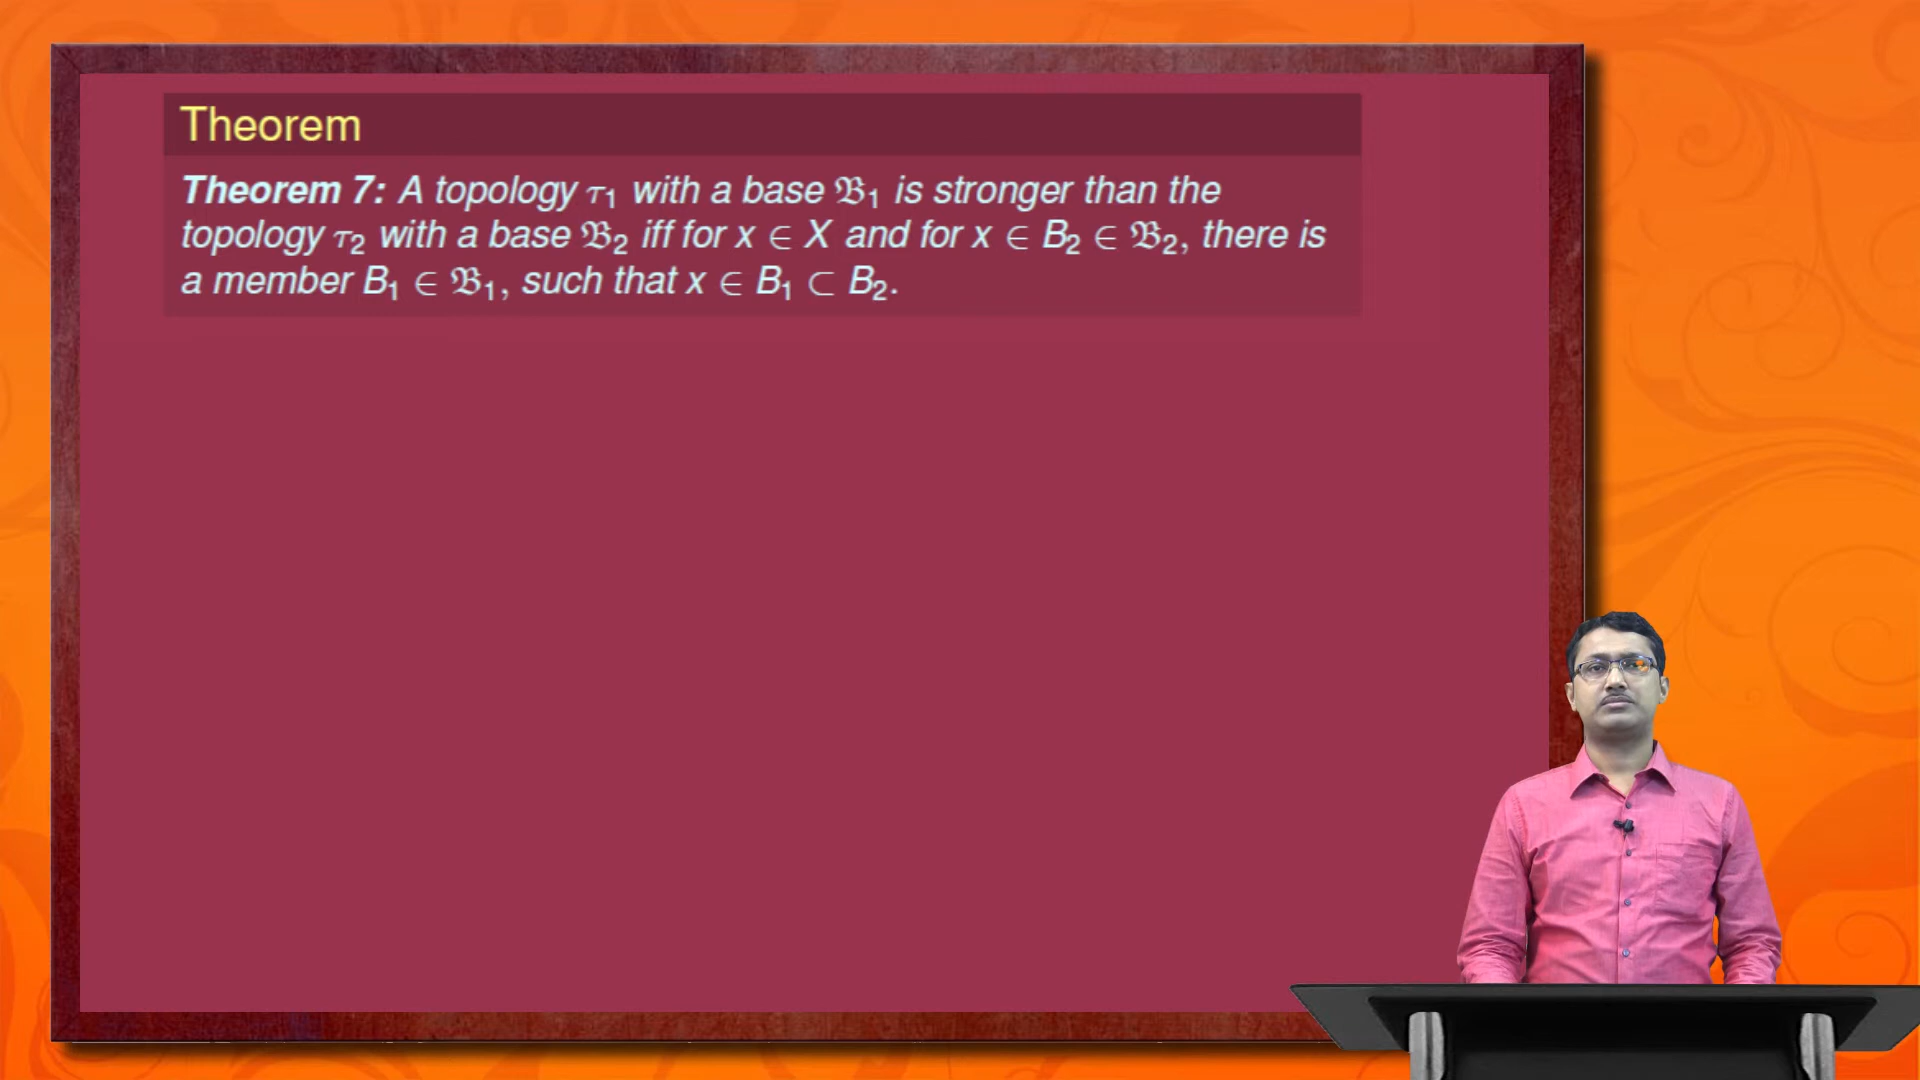 Theorem
Theorem 7: A topology τ₁ with a base 𝔅₁ is stronger than the
topology τ₂ with a base 𝔅₂ iff for x ∈ X and for x ∈ B₂ ∈ 𝔅₂, there is
a member B₁ ∈ 𝔅₁, such that x ∈ B₁ ⊂ B₂.